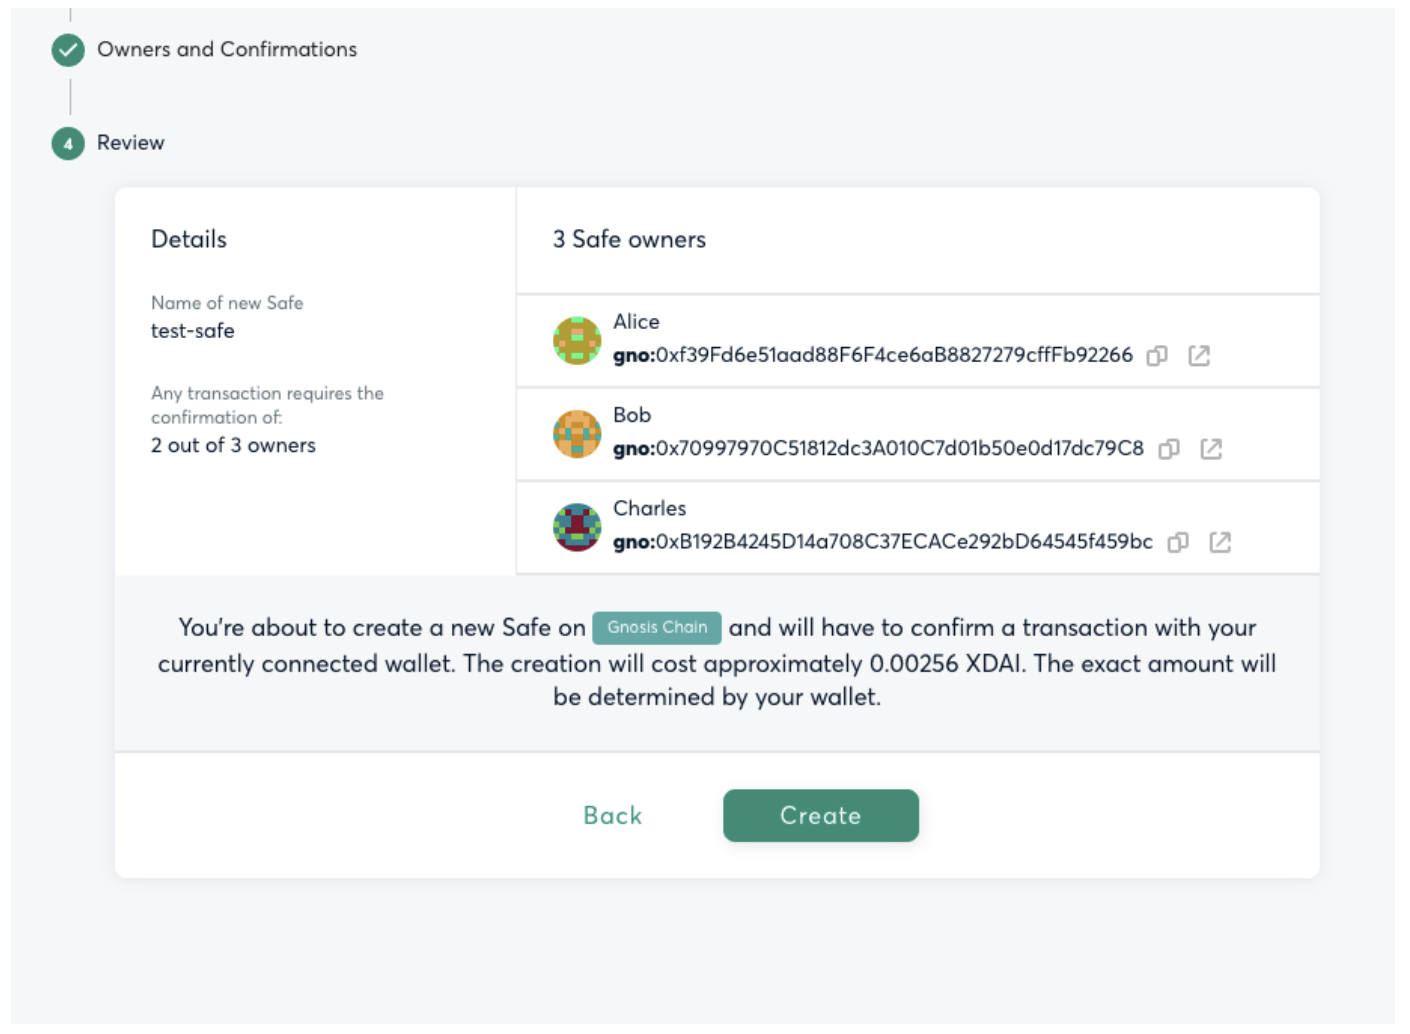 Owners and Confirmations
4 Review
Details
Name of new Safe
test-safe
Any transaction requires the
confirmation of:
2 out of 3 owners
3 Safe owners
Alice
gno:0xf39Fd6e51aad88F6F4ce6aB8827279cffFb92266
Bob
gno:0x70997970C51812dc3A010C7d01b50e0d17dc79C8
Charles
gno:0xB192B4245D14a708C37ECACe292bD64545f459bc
You're about to create a new Safe on Gnosis Chain and will have to confirm a transaction with your
currently connected wallet. The creation will cost approximately 0.00256 XDAI. The exact amount will
be determined by your wallet.
Back
Create